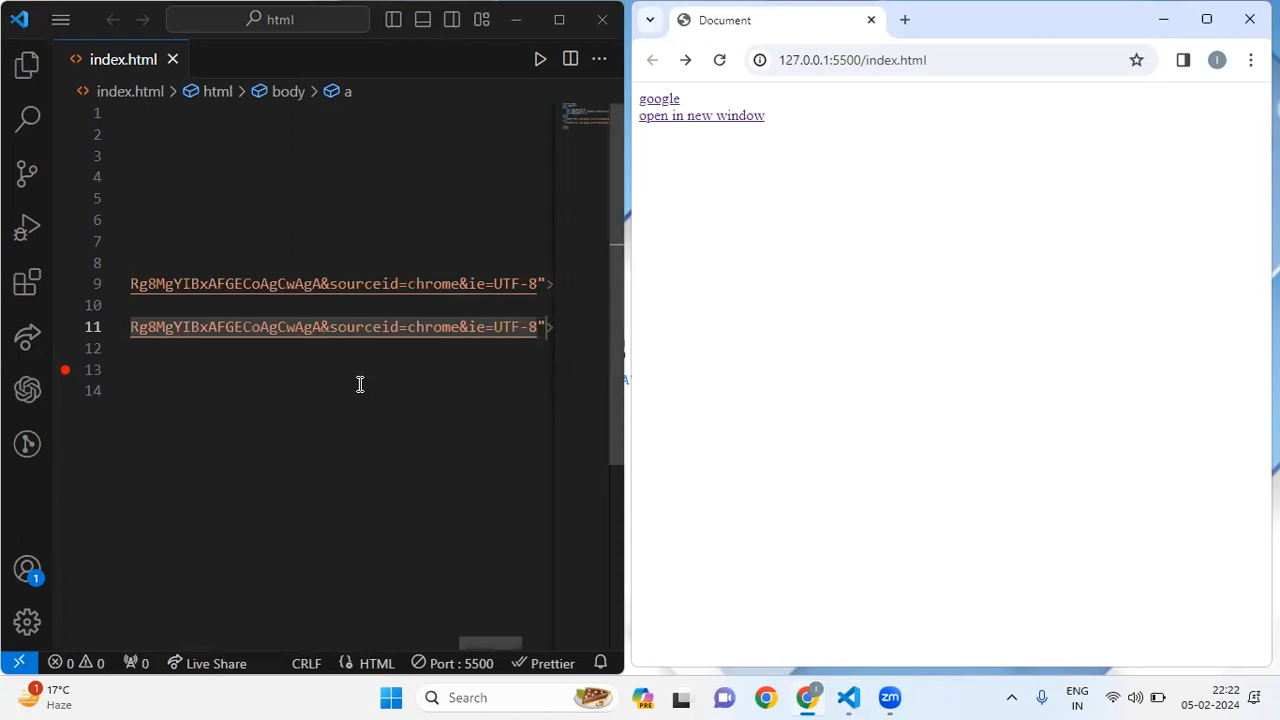 html
Document
index.html
127.0.0.1:5500/index.html
index.html > html > body > a
google
open in new window
1
2
3
4
5
6
7
8
9 Rg8MgYIBxAFGECoAgCwAgA&sourceid=chrome&ie=UTF-8">
10
11 Rg8MgYIBxAFGECoAgCwAgA&sourceid=chrome&ie=UTF-8">
12
13
14
1
0 0 0 Live Share CRLF HTML Port : 5500 Prettier
1
17°C
Haze
Search
PRE
ENG
IN
22:22
05-02-2024